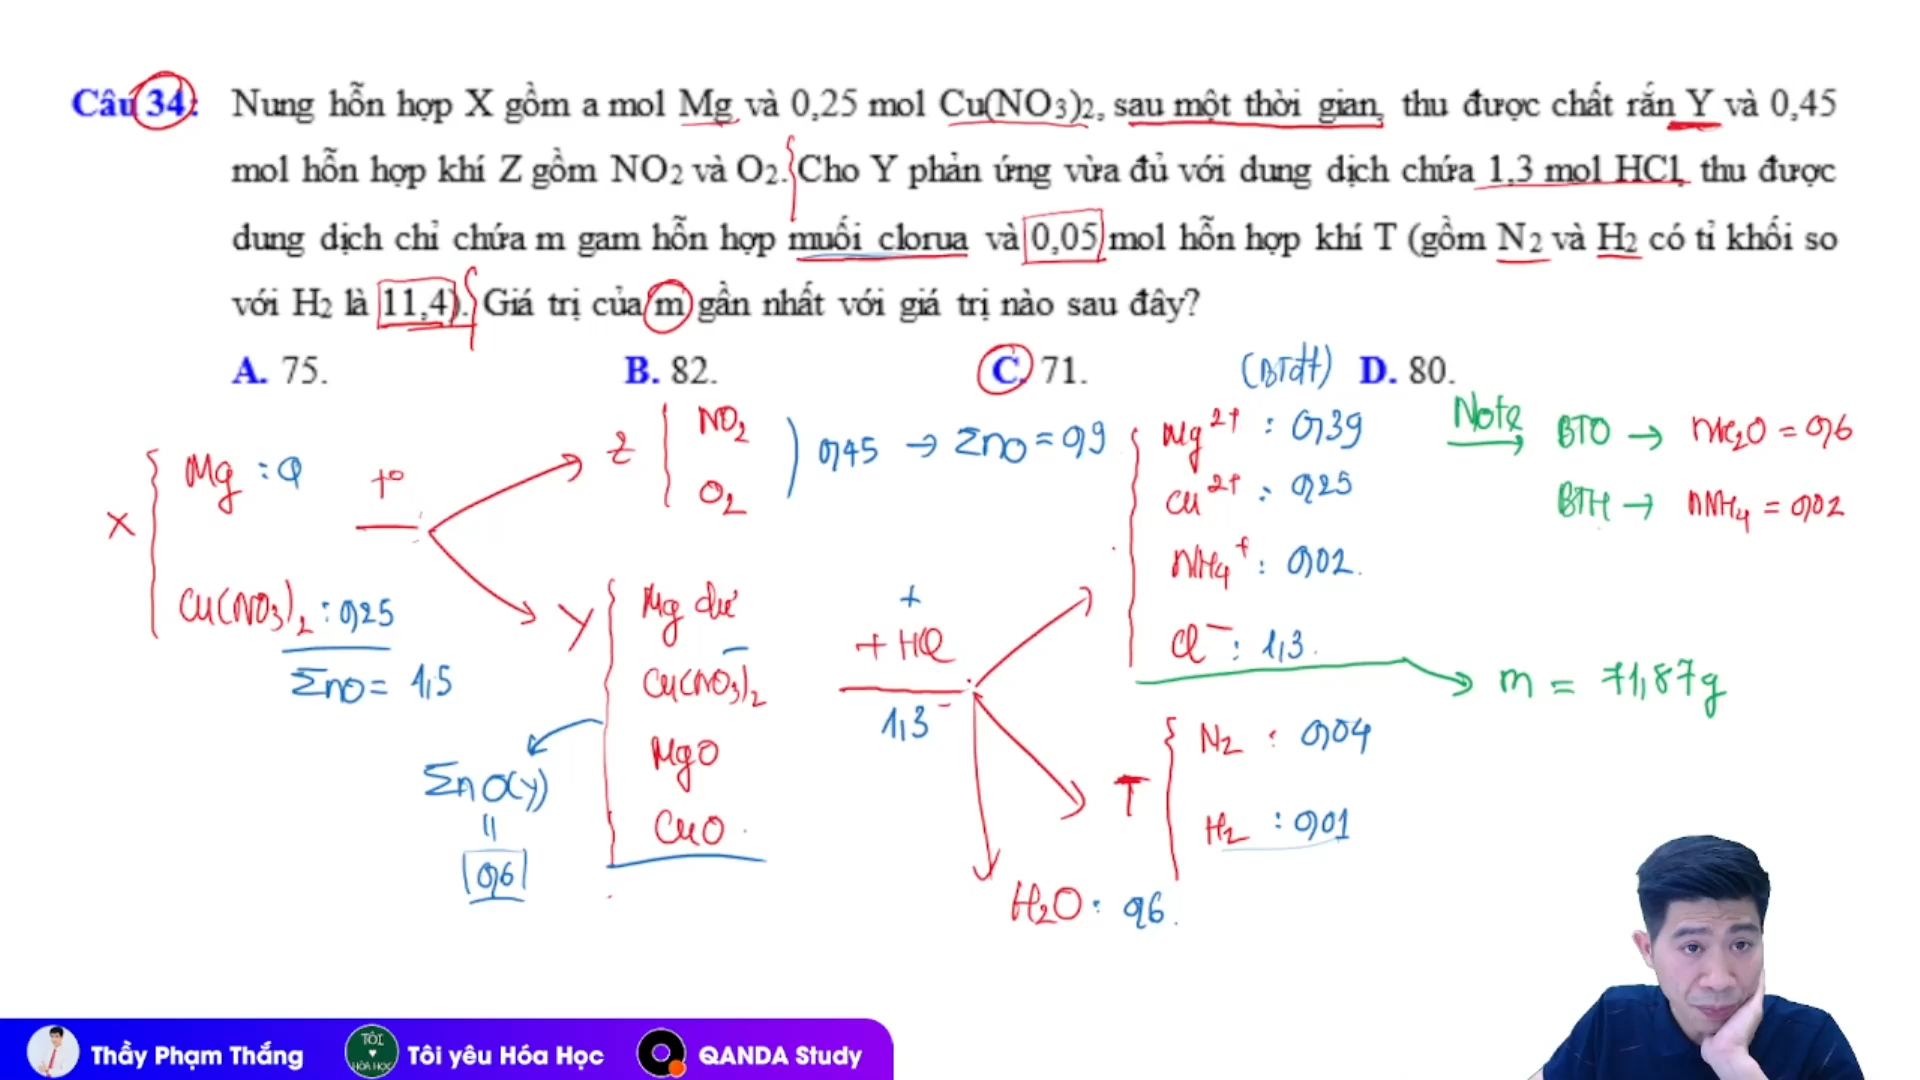 Câu 34: Nung hỗn hợp X gồm a mol Mg và 0,25 mol Cu(NO3)2, sau một thời gian, thu được chất rắn Y và 0,45
mol hỗn hợp khí Z gồm NO2 và O2. Cho Y phản ứng vừa đủ với dung dịch chứa 1,3 mol HCl, thu được
dung dịch chỉ chứa m gam hỗn hợp muối clorua và 0,05 mol hỗn hợp khí T (gồm N2 và H2 có tỉ khối so
với H2 là 11,4). Giá trị của m gần nhất với giá trị nào sau đây?
A. 75. B. 82. C. 71. D. 80.
(BTđt)
X
Mg : a
Cu(NO3)2 : 0,25
ΣnO = 1,5
t°
Z
NO2
O2
0,45 → ΣnO = 0,9
Y
Mg dư
Cu(NO3)2
MgO
CuO
ΣnO(Y)
=
0,6
+
+ HCl
1,3
Mg2+ : 0,39
Cu2+ : 0,25
NH4+ : 0,02.
Cl− : 1,3.
Note
BTO → nH2O = 0,6
BTH → nNH4 = 0,02
m = 71,87g
T
N2 : 0,04
H2 : 0,01
H2O : 0,6.
Thầy Phạm Thắng
TÔI ♥ HÓA HỌC
Tôi yêu Hóa Học
QANDA Study